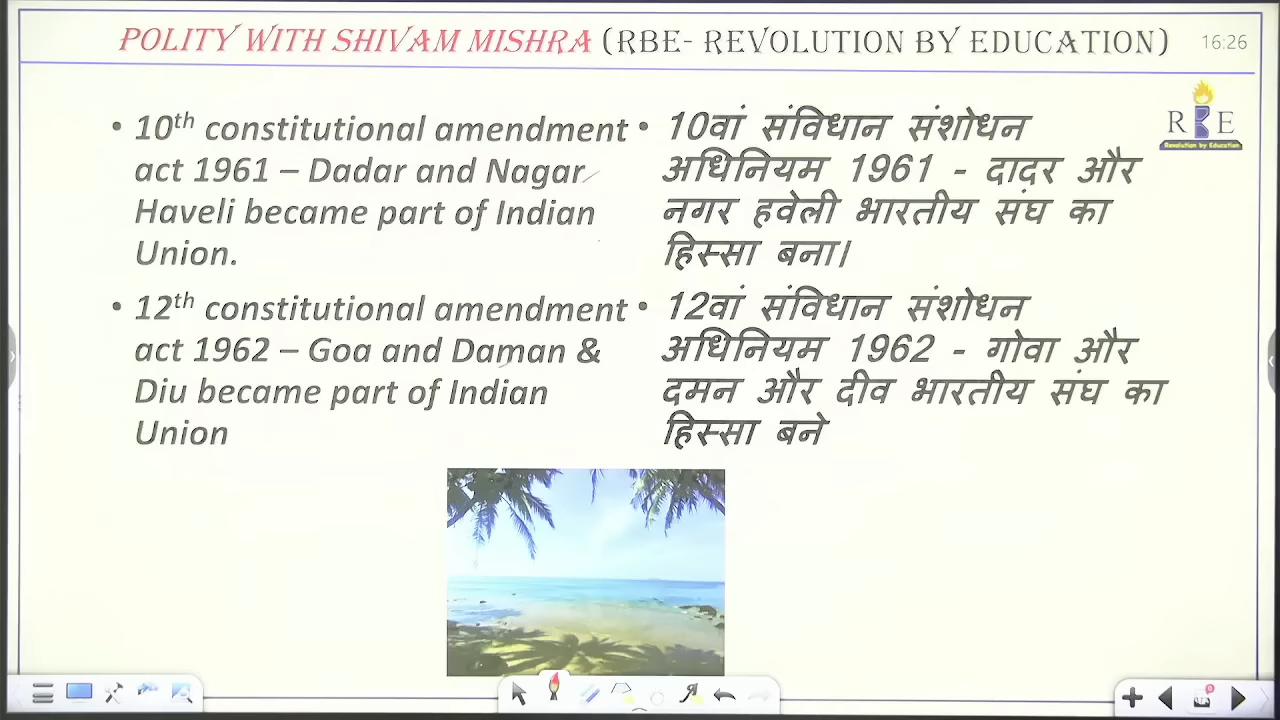 POLITY WITH SHIVAM MISHRA (RBE- REVOLUTION BY EDUCATION)
16:26
R E
Revolution by Education
• 10th constitutional amendment
act 1961 – Dadar and Nagar
Haveli became part of Indian
Union.
• 12th constitutional amendment
act 1962 – Goa and Daman &
Diu became part of Indian
Union
• 10वां संविधान संशोधन
अधिनियम 1961 - दादर और
नगर हवेली भारतीय संघ का
हिस्सा बना।
• 12वां संविधान संशोधन
अधिनियम 1962 - गोवा और
दमन और दीव भारतीय संघ का
हिस्सा बने